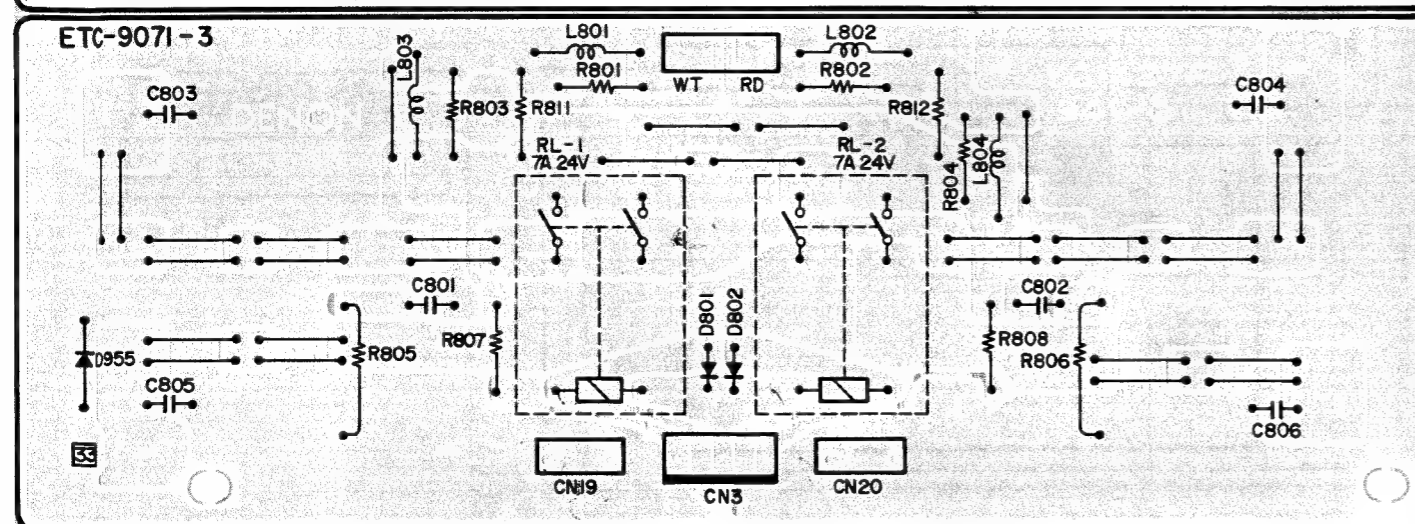 ETC-9071-3
L801
L802
L803
R801
R802
WT RD
C803
R803
R811
R812
C804
RL-1
7A 24V
RL-2
7A 24V
R804
L804
C801
C802
D801
D802
D955
R805
R807
R808
R806
C805
C806
33
CN19
CN3
CN20